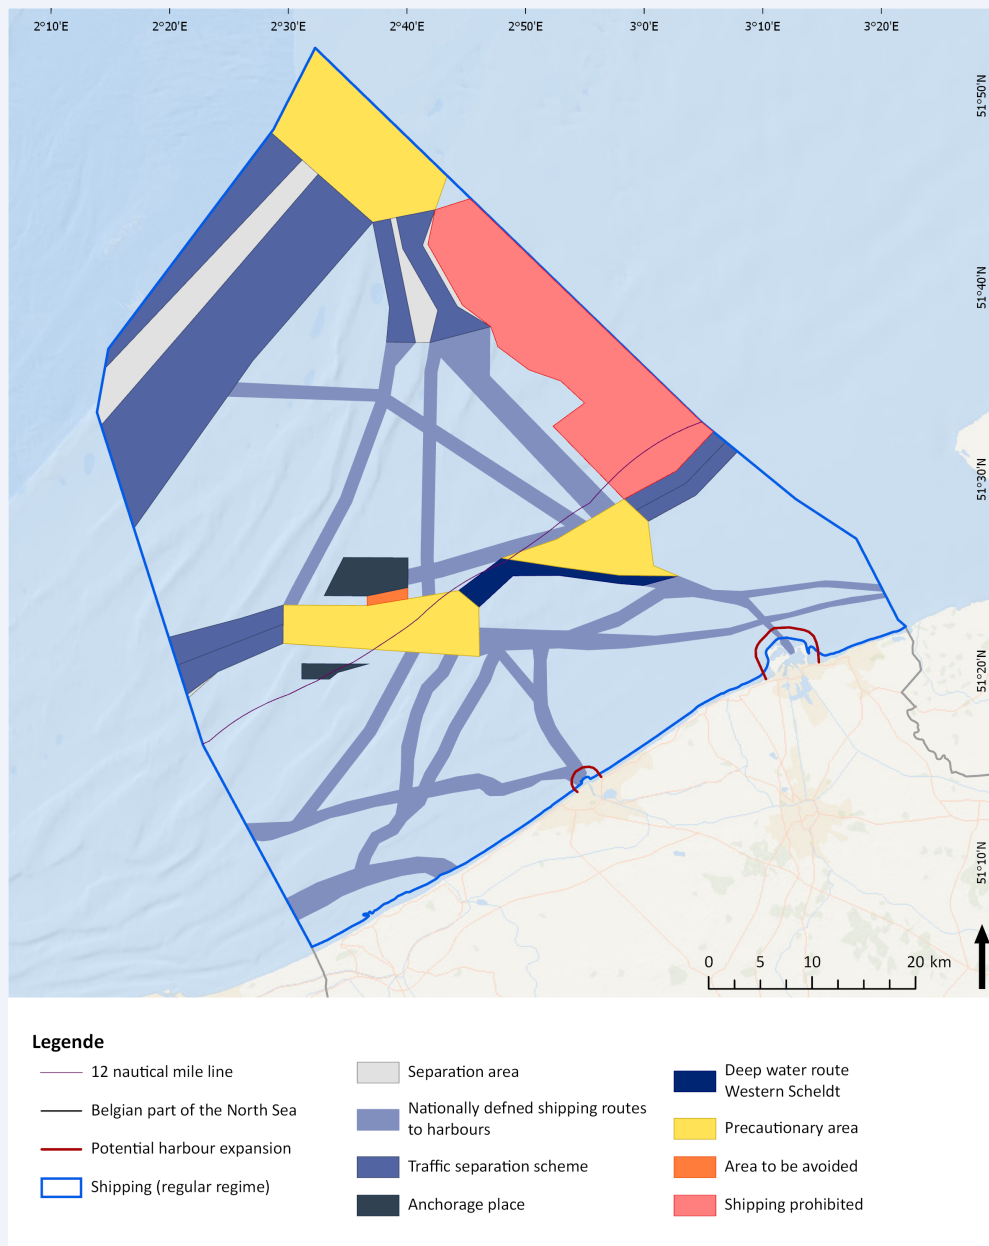 2°10'E 2°20'E 2°30'E 2°40'E 2°50'E 3°0'E 3°10'E 3°20'E
51°50'N
51°40'N
51°30'N
51°20'N
51°10'N
0 5 10 20 km
Legende
12 nautical mile line
Belgian part of the North Sea
Potential harbour expansion
Shipping (regular regime)
Separation area
Nationally defned shipping routes
to harbours
Traffic separation scheme
Anchorage place
Deep water route
Western Scheldt
Precautionary area
Area to be avoided
Shipping prohibited